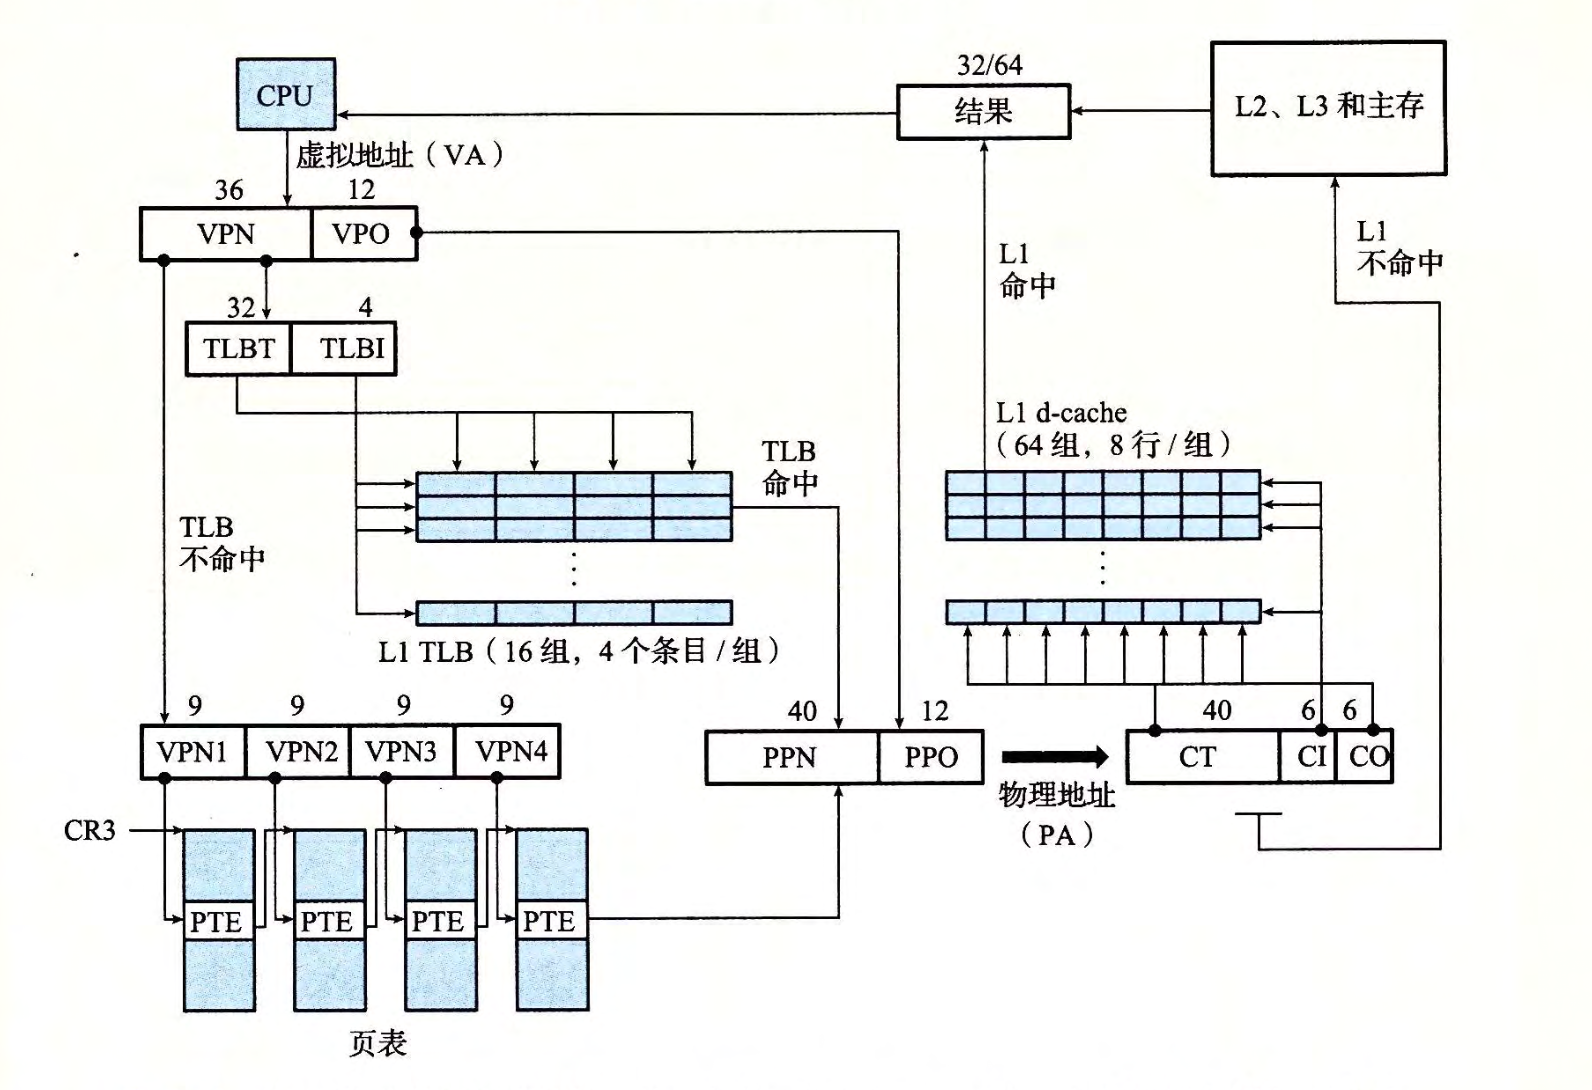 CPU
32/64
结果
L2、L3 和主存
虚拟地址（VA）
36
12
VPN
VPO
L1
命中
L1
不命中
32
4
TLBT
TLBI
TLB
命中
L1 d-cache
（64 组，8 行 / 组）
TLB
不命中
L1 TLB（16 组，4 个条目 / 组）
9
9
9
9
VPN1
VPN2
VPN3
VPN4
40
12
PPN
PPO
物理地址
（PA）
40
6
6
CT
CI
CO
CR3
PTE
PTE
PTE
PTE
页表